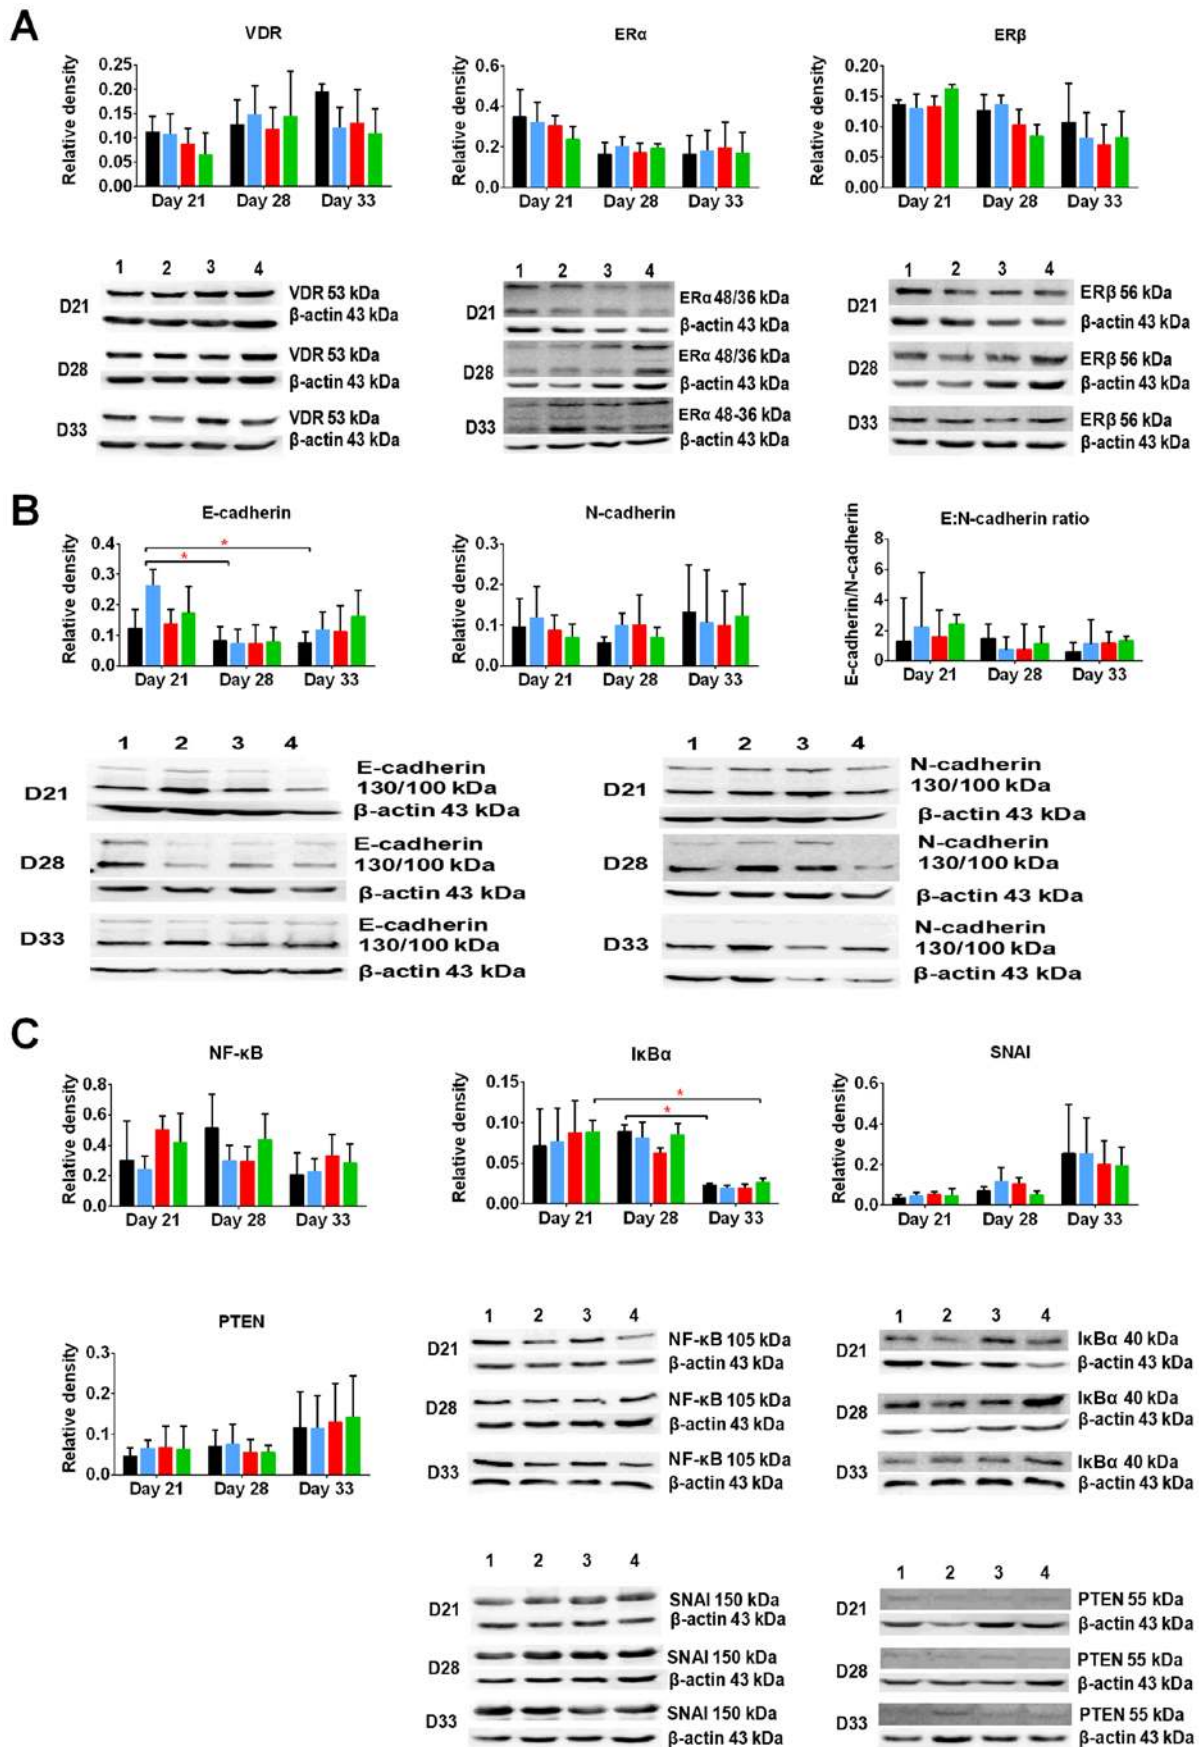 A
VDR
Relative density
0.25
0.20
0.15
0.10
0.05
0.00
Day 21 Day 28 Day 33
ERα
Relative density
0.6
0.4
0.2
0.0
Day 21 Day 28 Day 33
ERβ
Relative density
0.20
0.15
0.10
0.05
0.00
Day 21 Day 28 Day 33
1 2 3 4
D21
VDR 53 kDa
β-actin 43 kDa
D28
VDR 53 kDa
β-actin 43 kDa
D33
VDR 53 kDa
β-actin 43 kDa
1 2 3 4
D21
ERα 48/36 kDa
β-actin 43 kDa
D28
ERα 48/36 kDa
β-actin 43 kDa
D33
ERα 48-36 kDa
β-actin 43 kDa
1 2 3 4
D21
ERβ 56 kDa
β-actin 43 kDa
D28
ERβ 56 kDa
β-actin 43 kDa
D33
ERβ 56 kDa
β-actin 43 kDa
B
E-cadherin
Relative density
0.4
0.3
0.2
0.1
0.0
*
*
Day 21 Day 28 Day 33
N-cadherin
Relative density
0.3
0.2
0.1
0.0
Day 21 Day 28 Day 33
E:N-cadherin ratio
E-cadherin/N-cadherin
8
6
4
2
0
Day 21 Day 28 Day 33
1 2 3 4
D21
E-cadherin
130/100 kDa
β-actin 43 kDa
D28
E-cadherin
130/100 kDa
β-actin 43 kDa
D33
E-cadherin
130/100 kDa
β-actin 43 kDa
1 2 3 4
D21
N-cadherin
130/100 kDa
β-actin 43 kDa
D28
N-cadherin
130/100 kDa
β-actin 43 kDa
D33
N-cadherin
130/100 kDa
β-actin 43 kDa
C
NF-κB
Relative density
0.8
0.6
0.4
0.2
0.0
Day 21 Day 28 Day 33
IκBα
Relative density
0.15
0.10
0.05
0.00
*
*
Day 21 Day 28 Day 33
SNAI
Relative density
0.6
0.4
0.2
0.0
Day 21 Day 28 Day 33
PTEN
Relative density
0.3
0.2
0.1
0.0
Day 21 Day 28 Day 33
1 2 3 4
D21
NF-κB 105 kDa
β-actin 43 kDa
D28
NF-κB 105 kDa
β-actin 43 kDa
D33
NF-κB 105 kDa
β-actin 43 kDa
1 2 3 4
D21
IκBα 40 kDa
β-actin 43 kDa
D28
IκBα 40 kDa
β-actin 43 kDa
D33
IκBα 40 kDa
β-actin 43 kDa
1 2 3 4
D21
SNAI 150 kDa
β-actin 43 kDa
D28
SNAI 150 kDa
β-actin 43 kDa
D33
SNAI 150 kDa
β-actin 43 kDa
1 2 3 4
D21
PTEN 55 kDa
β-actin 43 kDa
D28
PTEN 55 kDa
β-actin 43 kDa
D33
PTEN 55 kDa
β-actin 43 kDa